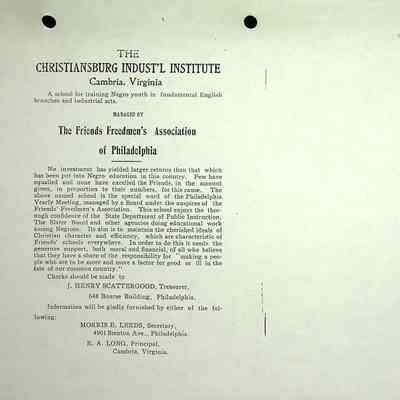 THE
CHRISTIANSBURG INDUST'L INSTITUTE
Cambria, Virginia
A school for training Negro youth in fundamental English
branches and industrial arts.
MANAGED BY
The Friends Freedmen's Association
of Philadelphia
No investment has yielded larger returns than that which
has been put into Negro education in this country. Few have
equalled and none have excelled the Friends, in the amount
given, in proportion to their numbers, for this cause. The
above named school is the special word of the Philadelphia
Yearly Meeting, managed by a Board under the auspices of the
Friends' Freedmen's Association. This school enjoys the thor-
ough confidence of the State Department of Public Instruction,
The Slater Board and other agencies doing educational work
among Negroes. Its aim is to maintain the cherished ideals of
Christian character and efficiency, which are characteristic of
Friends' schools everywhere. In order to do this it needs the
generous support, both moral and financial, of all who believe
that they have a share of the responsibility for "making a peo-
ple who are to be more and more a factor for good or ill in the
fate of our common country."
Checks should be made to
J. HENRY SCATTERGOOD, Treasurer,
648 Bourse Building, Philadelphia.
Information will be gladly furnished by either of the fol-
lowing:
MORRIS E. LEEDS, Secretary,
4901 Stenton Ave., Philadelphia.
E. A. LONG, Principal,
Cambria, Virginia.